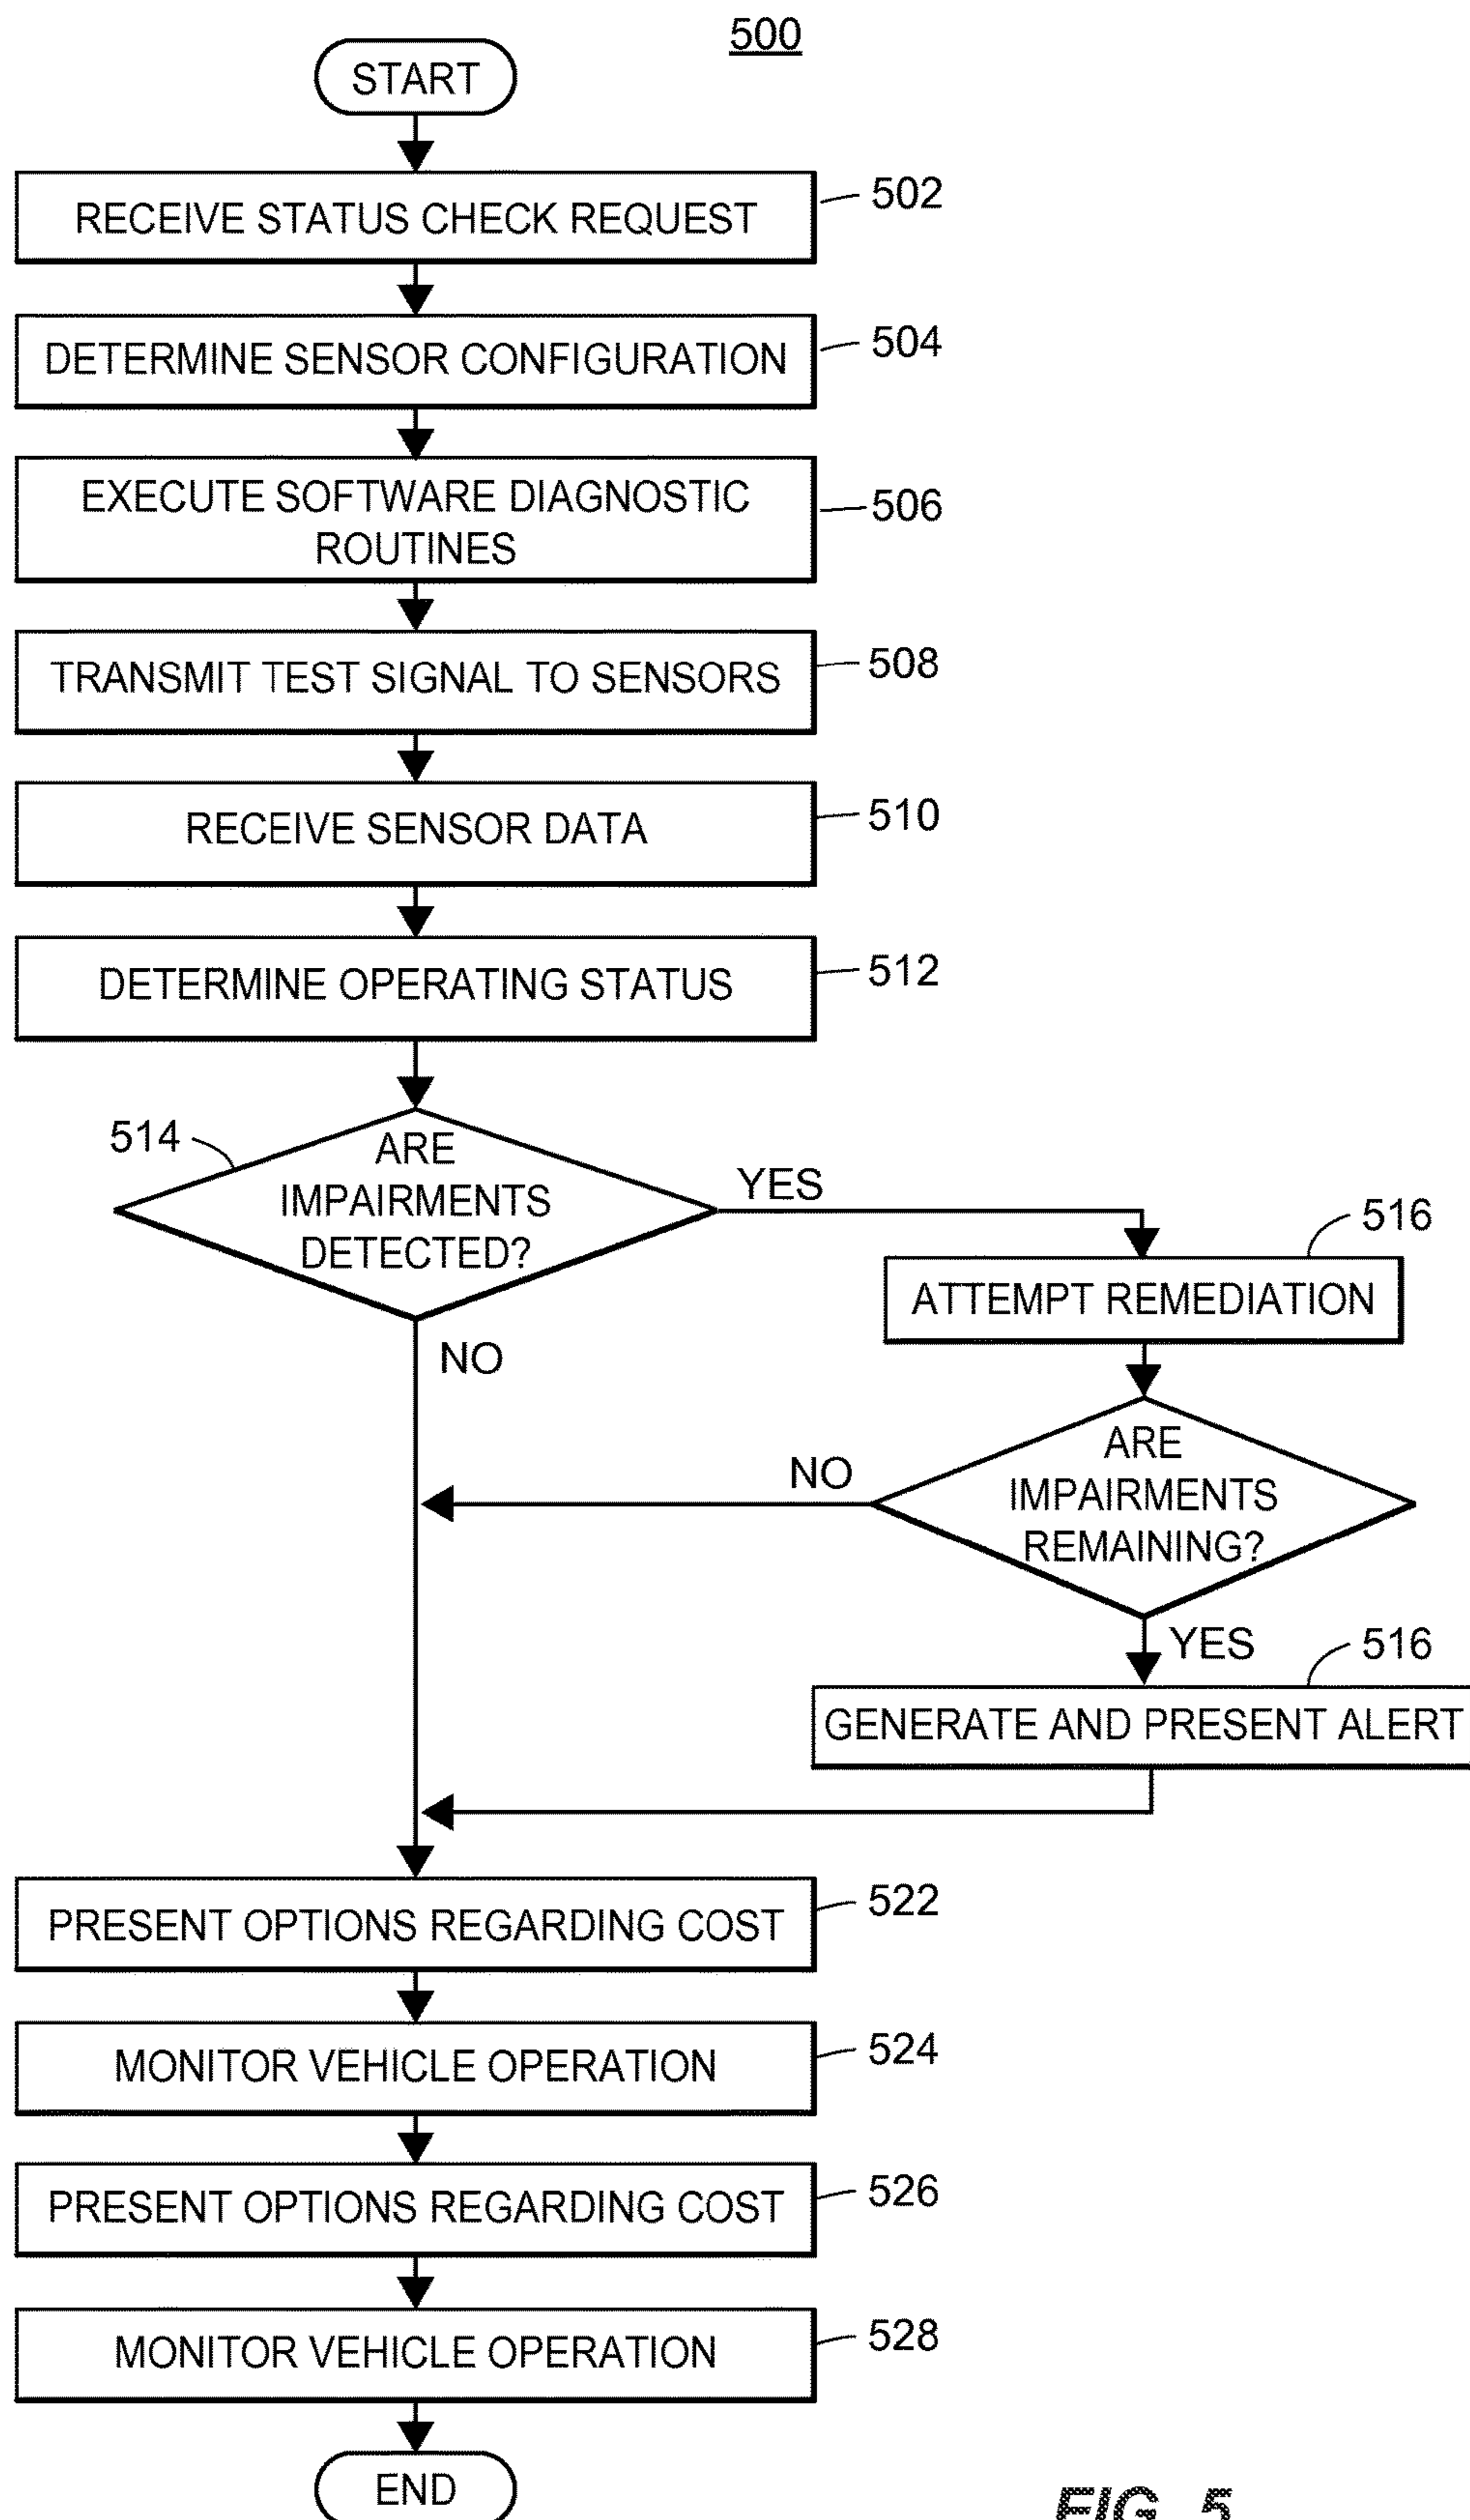 500
START
RECEIVE STATUS CHECK REQUEST
502
DETERMINE SENSOR CONFIGURATION
504
EXECUTE SOFTWARE DIAGNOSTIC
ROUTINES
506
TRANSMIT TEST SIGNAL TO SENSORS
508
RECEIVE SENSOR DATA
510
DETERMINE OPERATING STATUS
512
514
ARE
IMPAIRMENTS
DETECTED?
YES
NO
516
ATTEMPT REMEDIATION
ARE
IMPAIRMENTS
REMAINING?
NO
YES
516
GENERATE AND PRESENT ALERT
PRESENT OPTIONS REGARDING COST
522
MONITOR VEHICLE OPERATION
524
PRESENT OPTIONS REGARDING COST
526
MONITOR VEHICLE OPERATION
528
END
FIG. 5